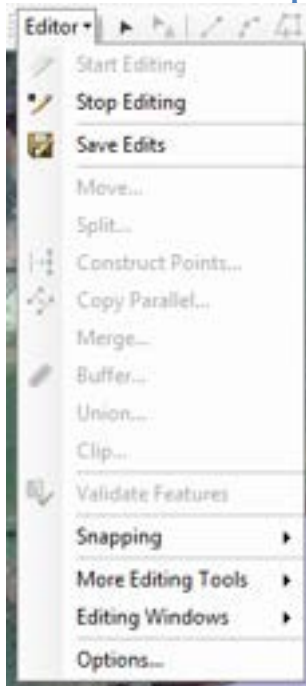 Editor
Start Editing
Stop Editing
Save Edits
Move...
Split...
Construct Points...
Copy Parallel...
Merge...
Buffer...
Union...
Clip...
Validate Features
Snapping
More Editing Tools
Editing Windows
Options...